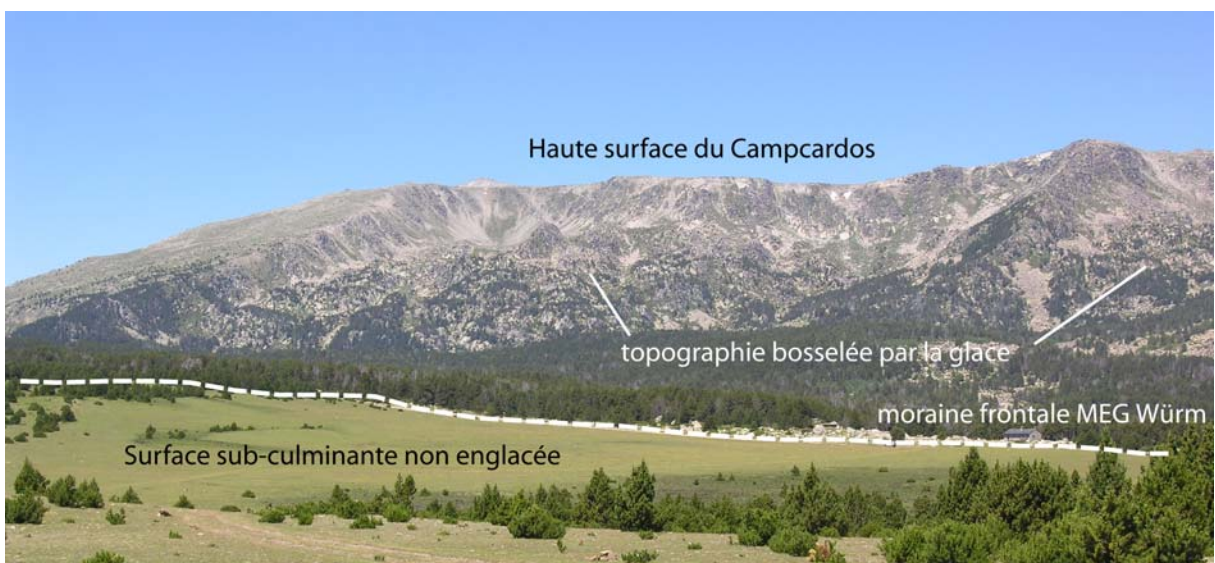 Haute surface du Campcardos
topographie bosselée par la glace
moraine frontale MEG Würm
Surface sub-culminante non englacée